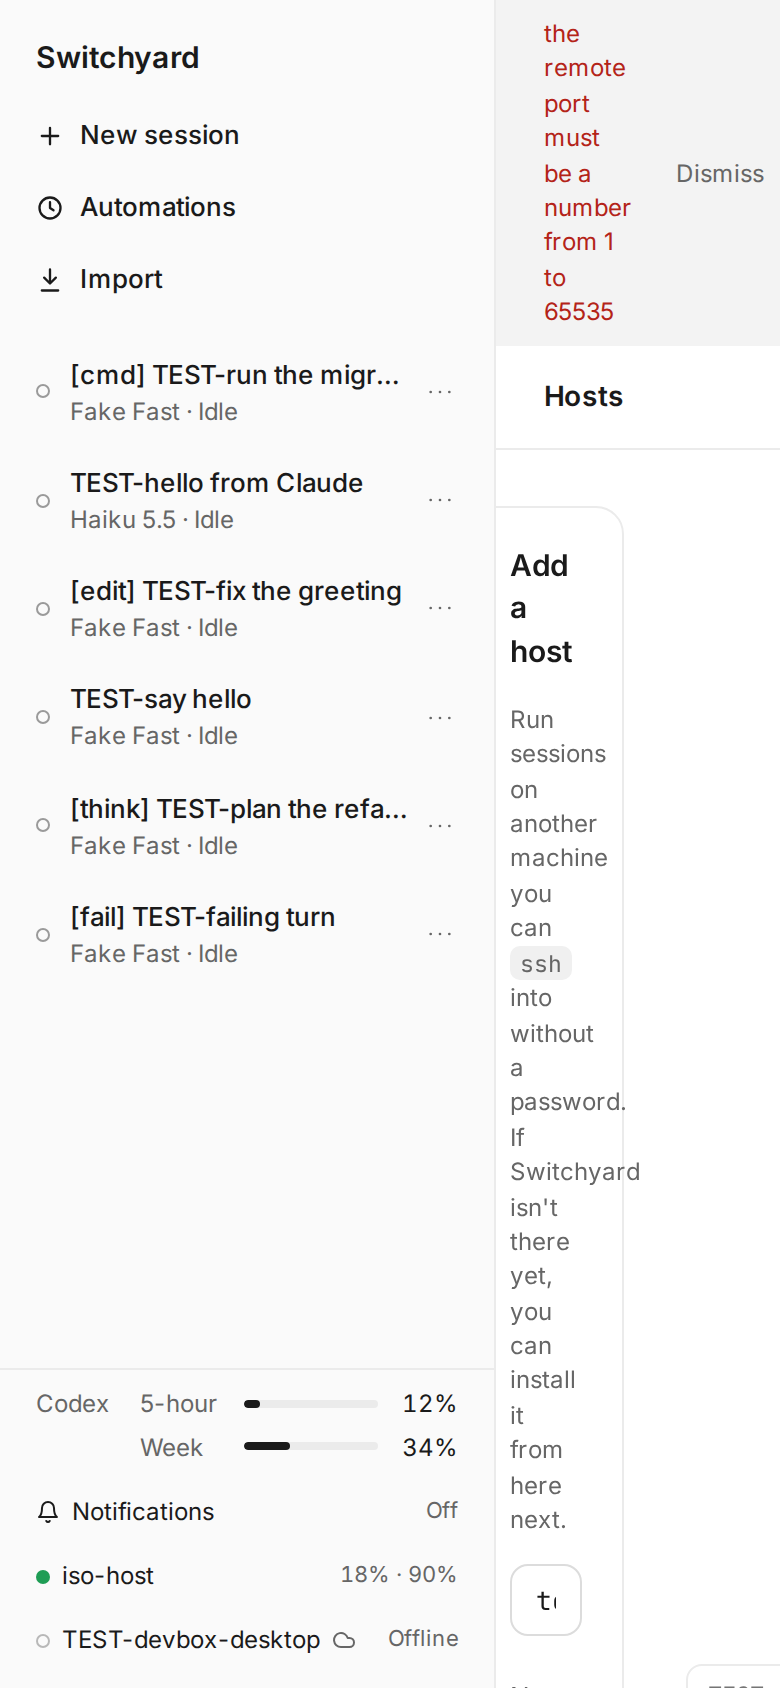 Switchyard
New session
Automations
Import
[cmd] TEST-run the migr...
Fake Fast · Idle
TEST-hello from Claude
Haiku 5.5 · Idle
[edit] TEST-fix the greeting
Fake Fast · Idle
TEST-say hello
Fake Fast · Idle
[think] TEST-plan the refa...
Fake Fast · Idle
[fail] TEST-failing turn
Fake Fast · Idle
Codex 5-hour 12%
Week 34%
Notifications Off
iso-host 18% · 90%
TEST-devbox-desktop Offline
the
remote
port
must
be a
number
from 1
to
65535
Dismiss
Hosts
Add
a
host
Run
sessions
on
another
machine
you
can
ssh
into
without
a
password.
If
Switchyard
isn't
there
yet,
you
can
install
it
from
here
next.